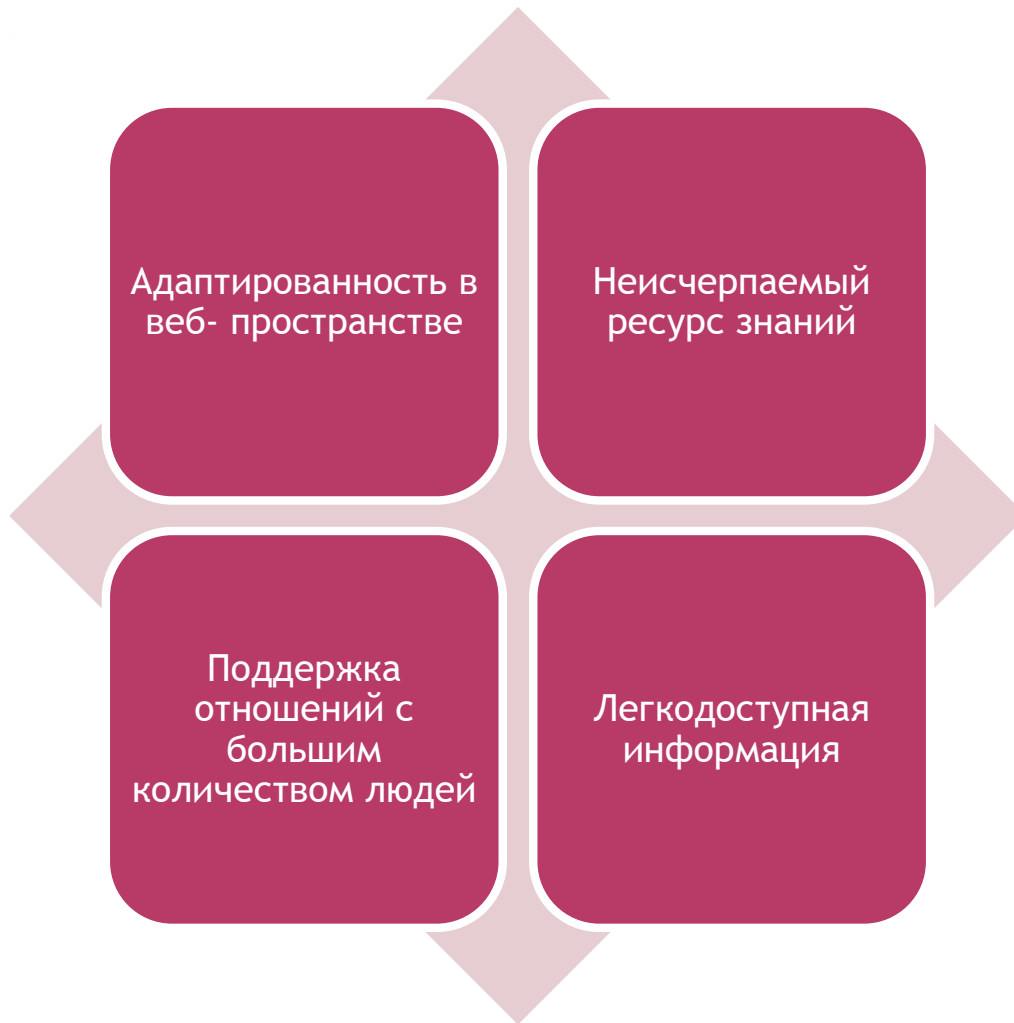 Адаптированность в
веб- пространстве
Неисчерпаемый
ресурс знаний
Поддержка
отношений с
большим
количеством людей
Легкодоступная
информация